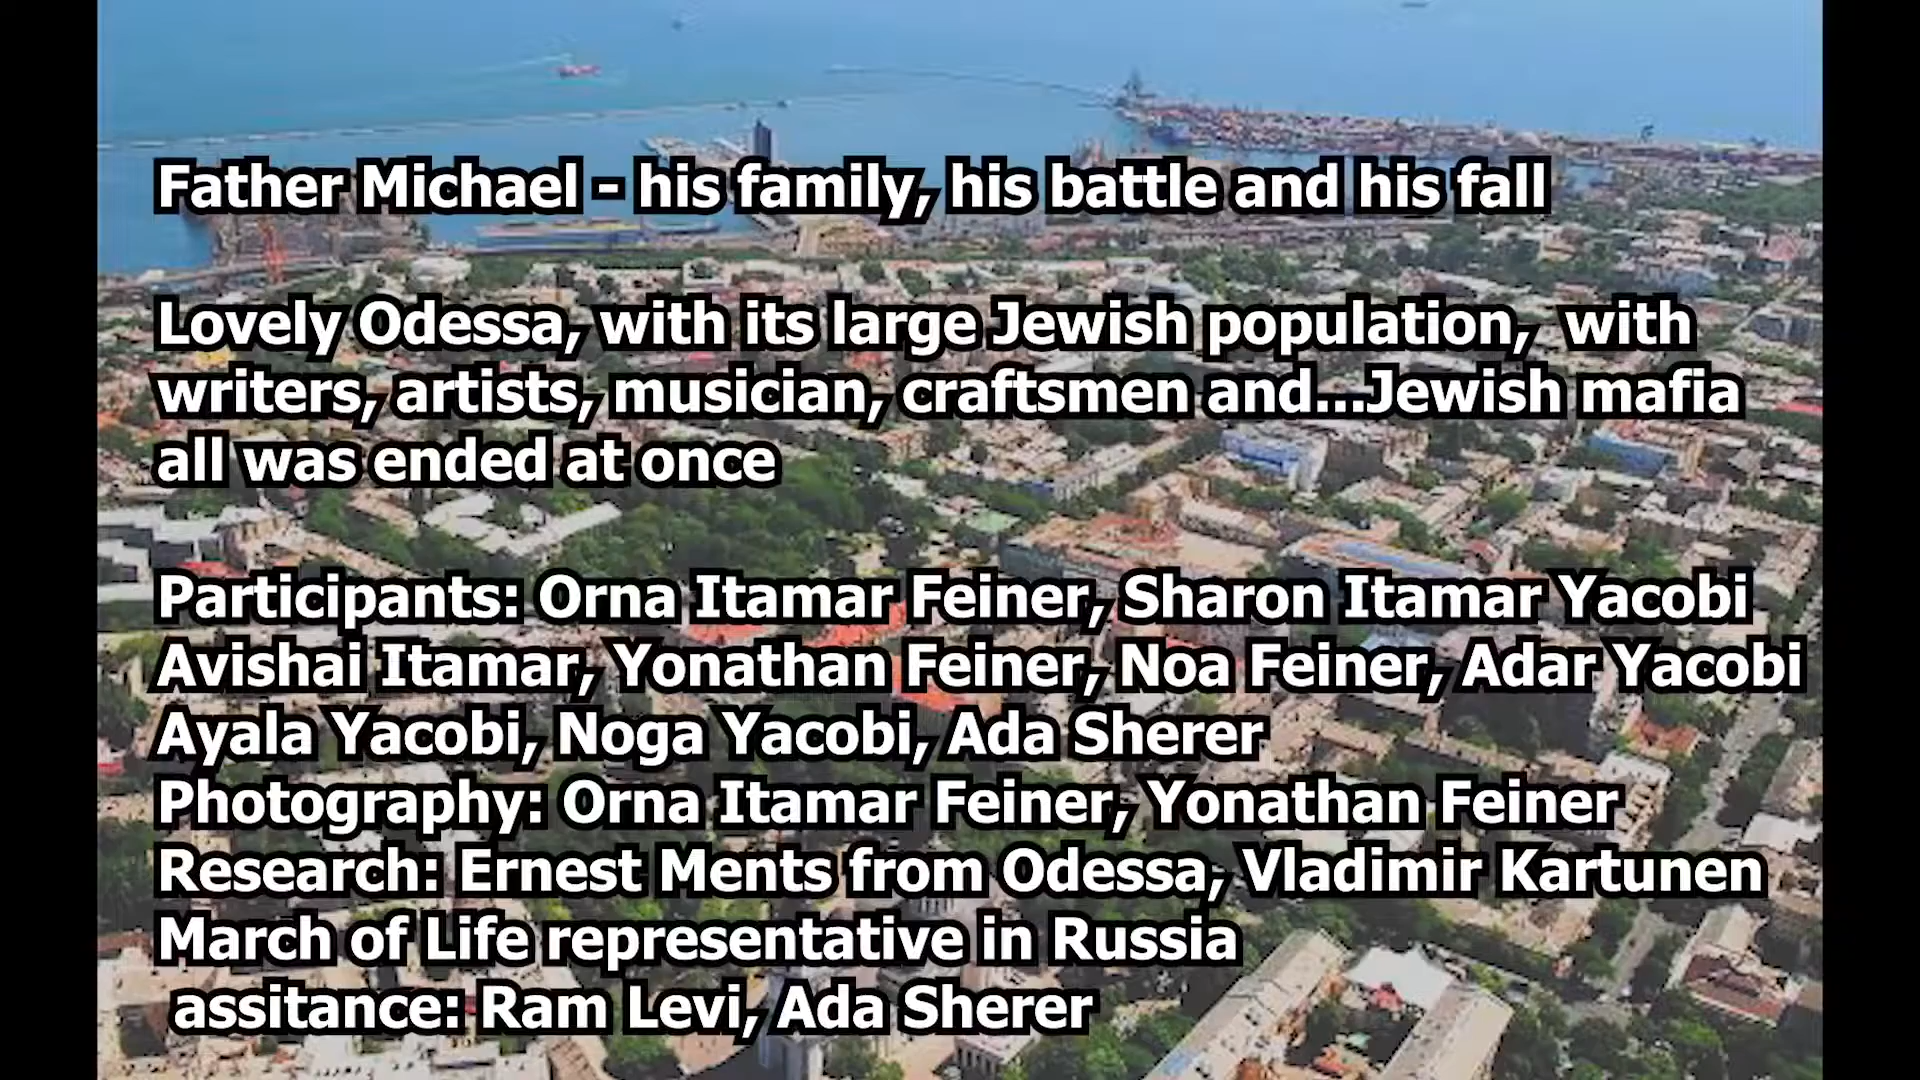 Father Michael - his family, his battle and his fall
Lovely Odessa, with its large Jewish population,  with
writers, artists, musician, craftsmen and...Jewish mafia
all was ended at once
Participants: Orna Itamar Feiner, Sharon Itamar Yacobi
Avishai Itamar, Yonathan Feiner, Noa Feiner, Adar Yacobi
Ayala Yacobi, Noga Yacobi, Ada Sherer
Photography: Orna Itamar Feiner, Yonathan Feiner
Research: Ernest Ments from Odessa, Vladimir Kartunen
March of Life representative in Russia
assitance: Ram Levi, Ada Sherer